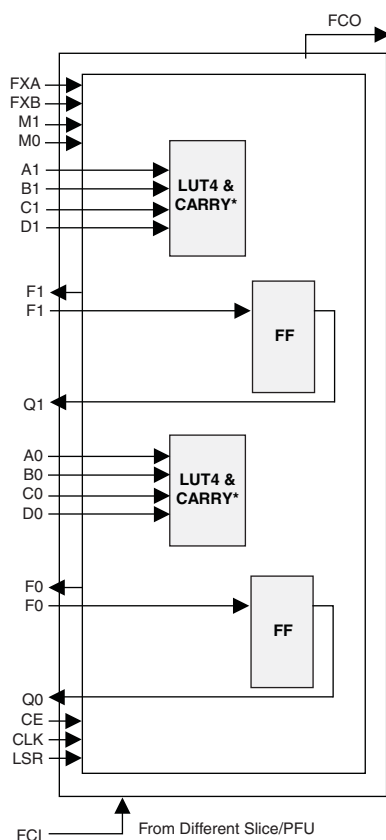 FCO
FXA
FXB
M1
M0
A1
B1
C1
D1
LUT4 &
CARRY*
F1
F1
FF
Q1
A0
B0
C0
D0
LUT4 &
CARRY*
F0
F0
FF
Q0
CE
CLK
LSR
FCI
From Different Slice/PFU